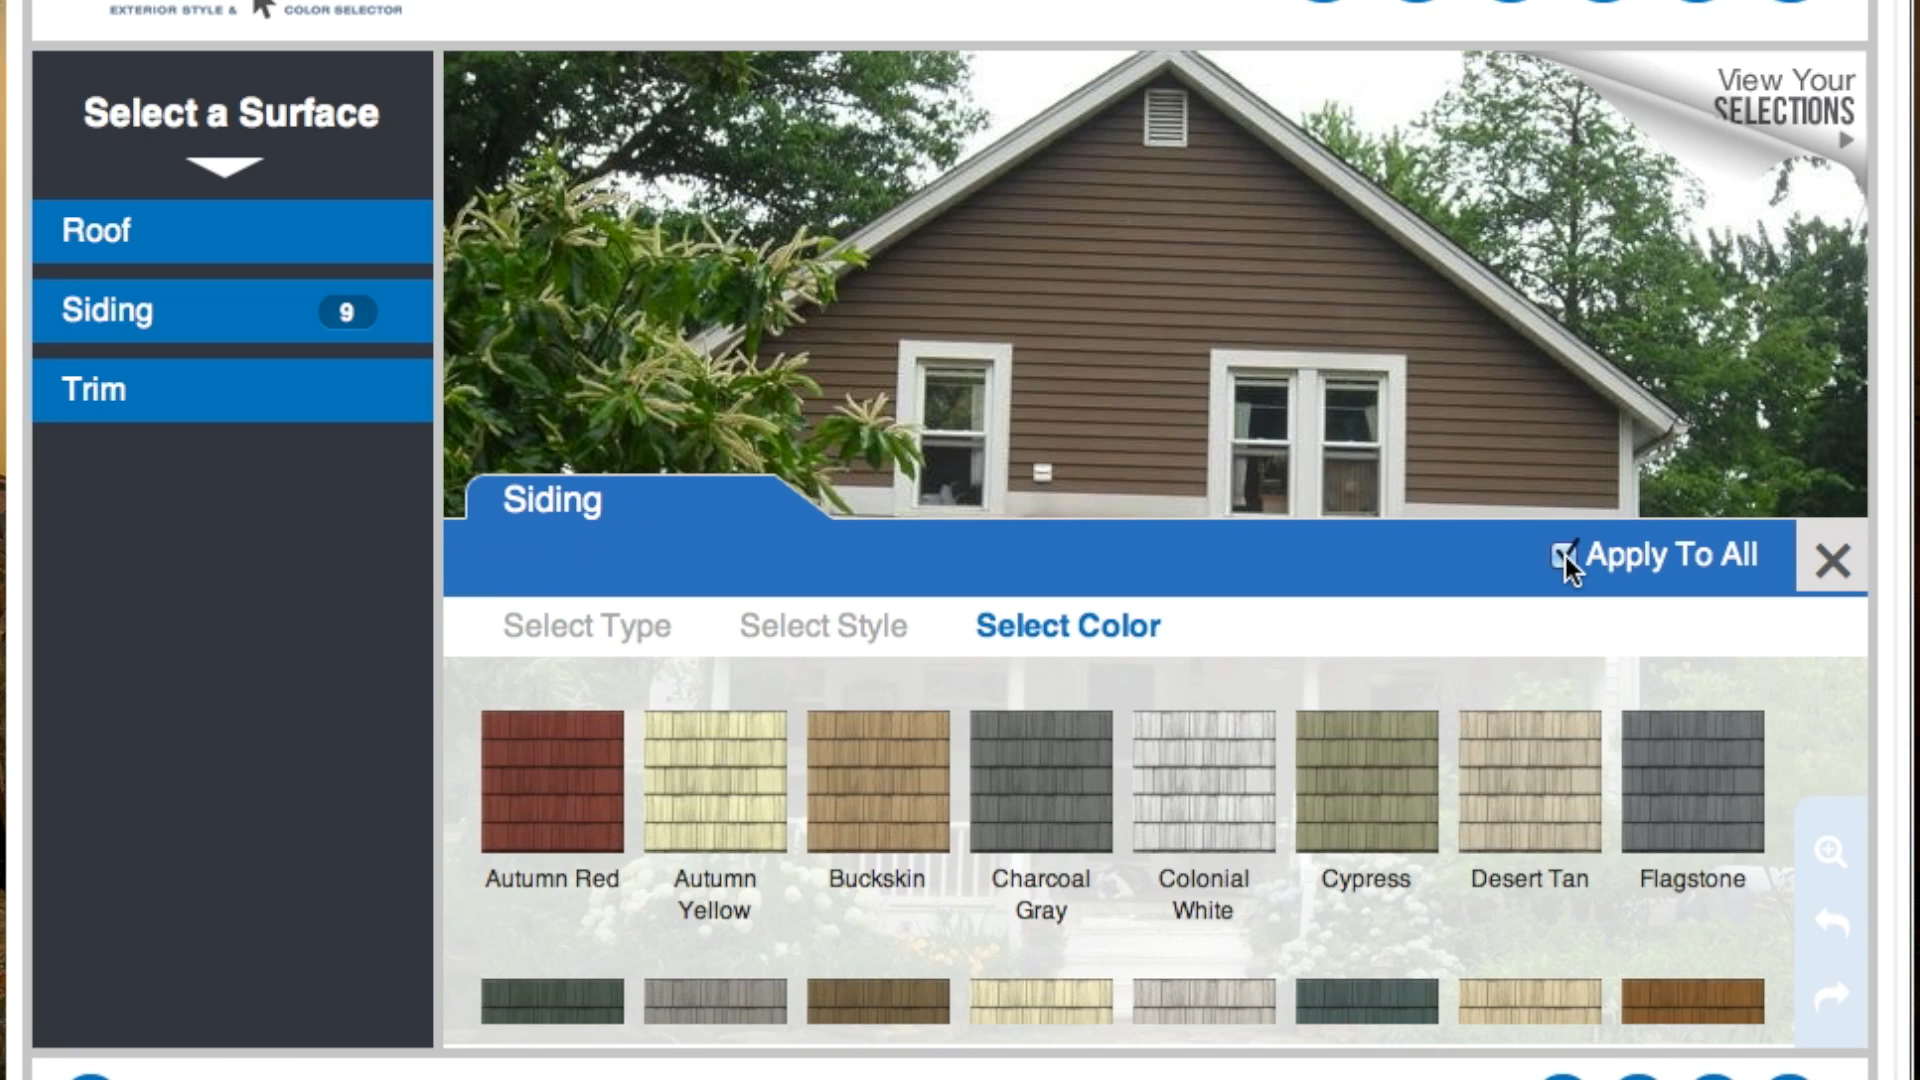 EXTERIOR STYLE & COLOR SELECTOR
View Your
SELECTIONS
Select a Surface
Roof
Siding 9
Trim
Siding
Apply To All
Select Type Select Style Select Color
Autumn Red
Autumn
Yellow
Buckskin
Charcoal
Gray
Colonial
White
Cypress
Desert Tan
Flagstone